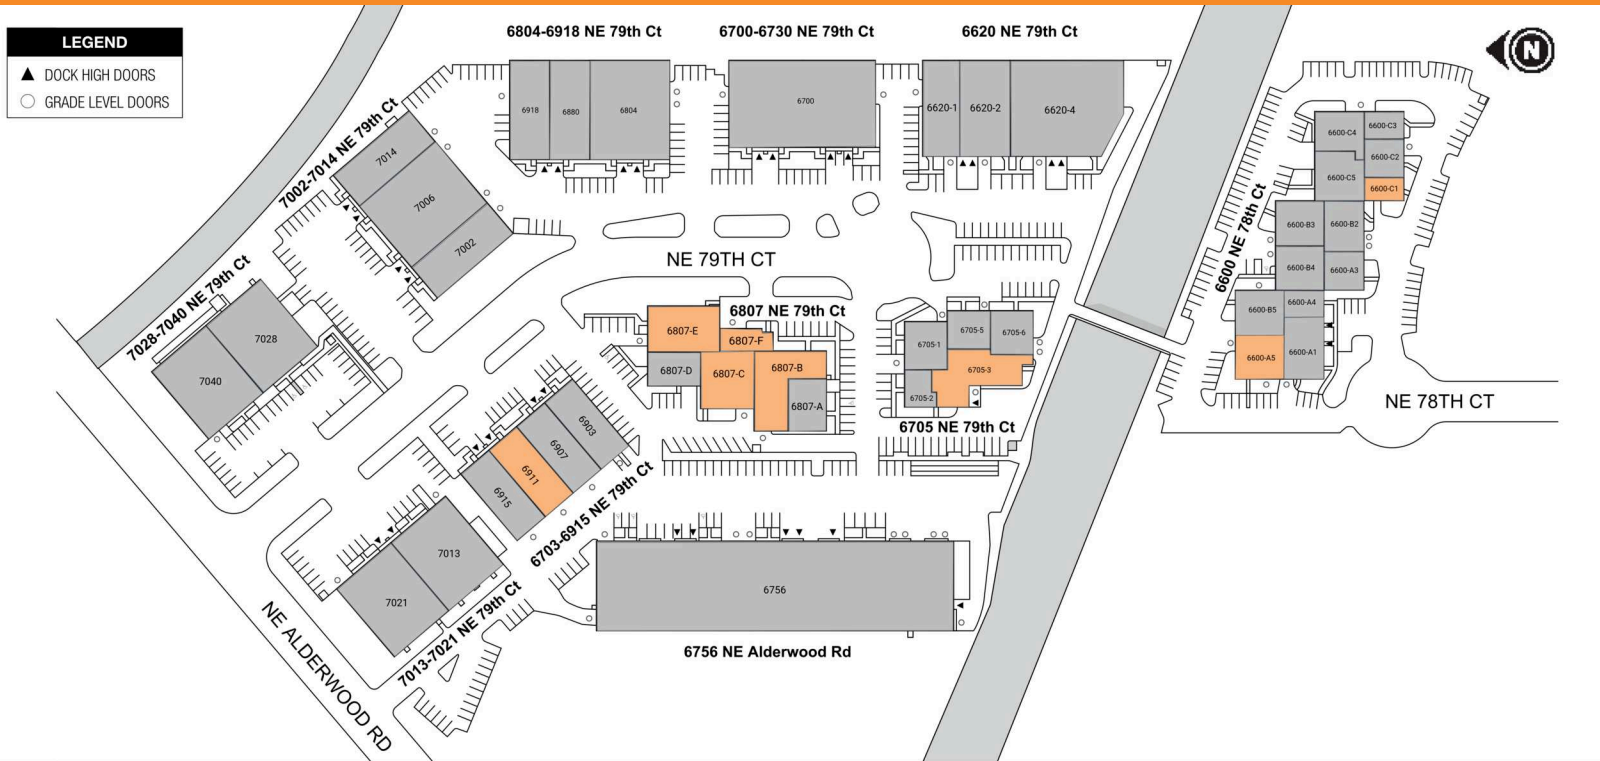 LEGEND
DOCK HIGH DOORS
GRADE LEVEL DOORS
6804-6918 NE 79th Ct
6700-6730 NE 79th Ct
6620 NE 79th Ct
N
6918
6880
6804
6700
6620-1
6620-2
6620-4
7002-7014 NE 79th Ct
7014
7006
7002
6600 NE 78th Ct
6600-C4
6600-C3
6600-C2
6600-C5
6600-C1
6600-B3
6600-B2
6600-B4
6600-A3
6600-B5
6600-A4
6600-A5
6600-A1
NE 78TH CT
NE 79TH CT
7028-7040 NE 79th Ct
7028
7040
6807 NE 79th Ct
6807-E
6807-F
6807-D
6807-C
6807-B
6807-A
6705-1
6705-5
6705-6
6705-3
6705-2
6705 NE 79th Ct
6903
6907
6911
6915
6703-6915 NE 79th Ct
7013
7021
7013-7021 NE 79th Ct
6756
6756 NE Alderwood Rd
NE ALDERWOOD RD